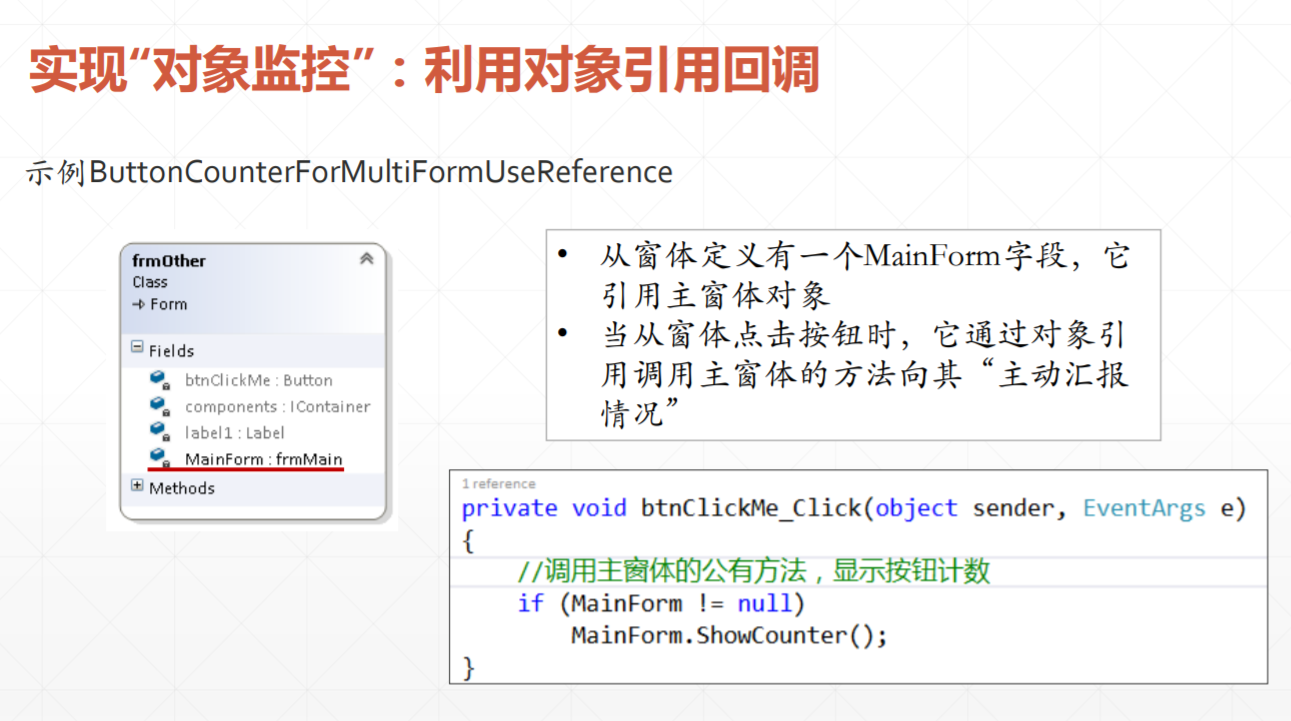 实现“对象监控”：利用对象引用回调
示例ButtonCounterForMultiFormUseReference
frmOther
Class
Form
Fields
btnClickMe : Button
components : IContainer
label1 : Label
MainForm : frmMain
Methods
• 从窗体定义有一个MainForm字段，它
引用主窗体对象
• 当从窗体点击按钮时，它通过对象引
用调用主窗体的方法向其“主动汇报
情况”
1 reference
private void btnClickMe_Click(object sender, EventArgs e)
{
//调用主窗体的公有方法，显示按钮计数
if (MainForm != null)
MainForm.ShowCounter();
}